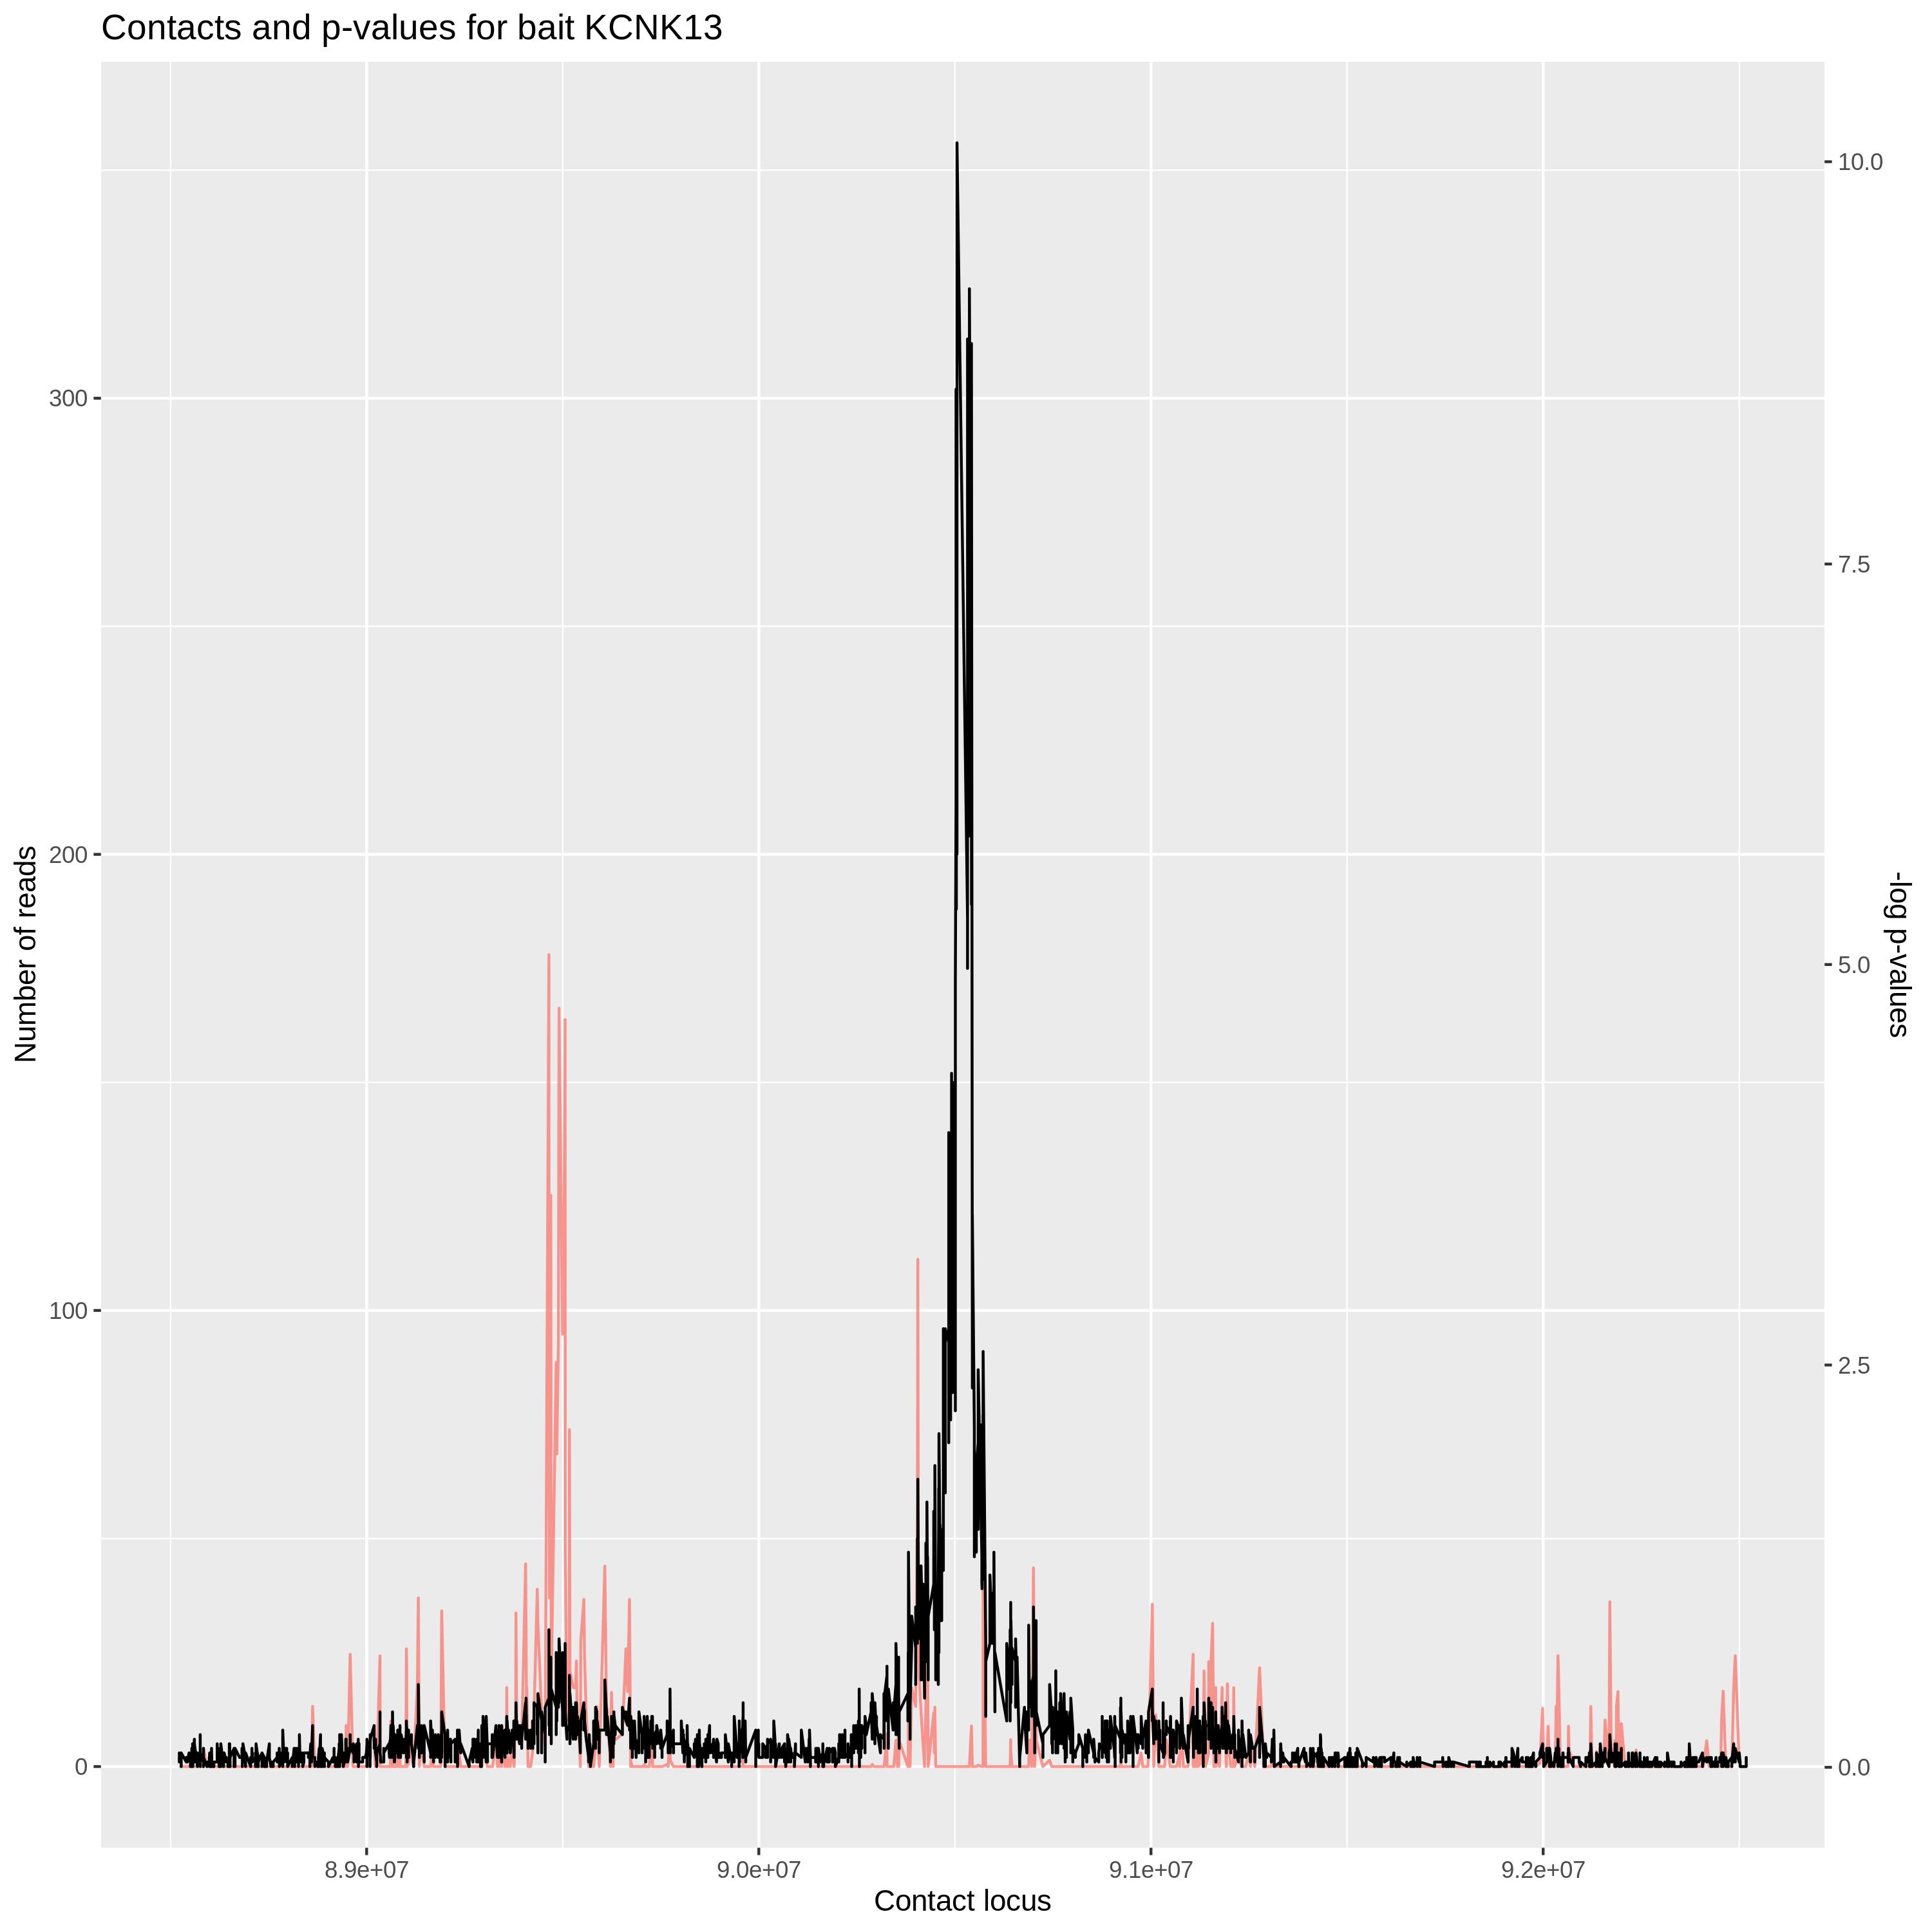 Contacts and p-values for bait KCNK13
Number of reads
300
200
100
0
10.0
7.5
5.0
2.5
0.0
-log p-values
8.9e+07
9.0e+07
9.1e+07
9.2e+07
Contact locus